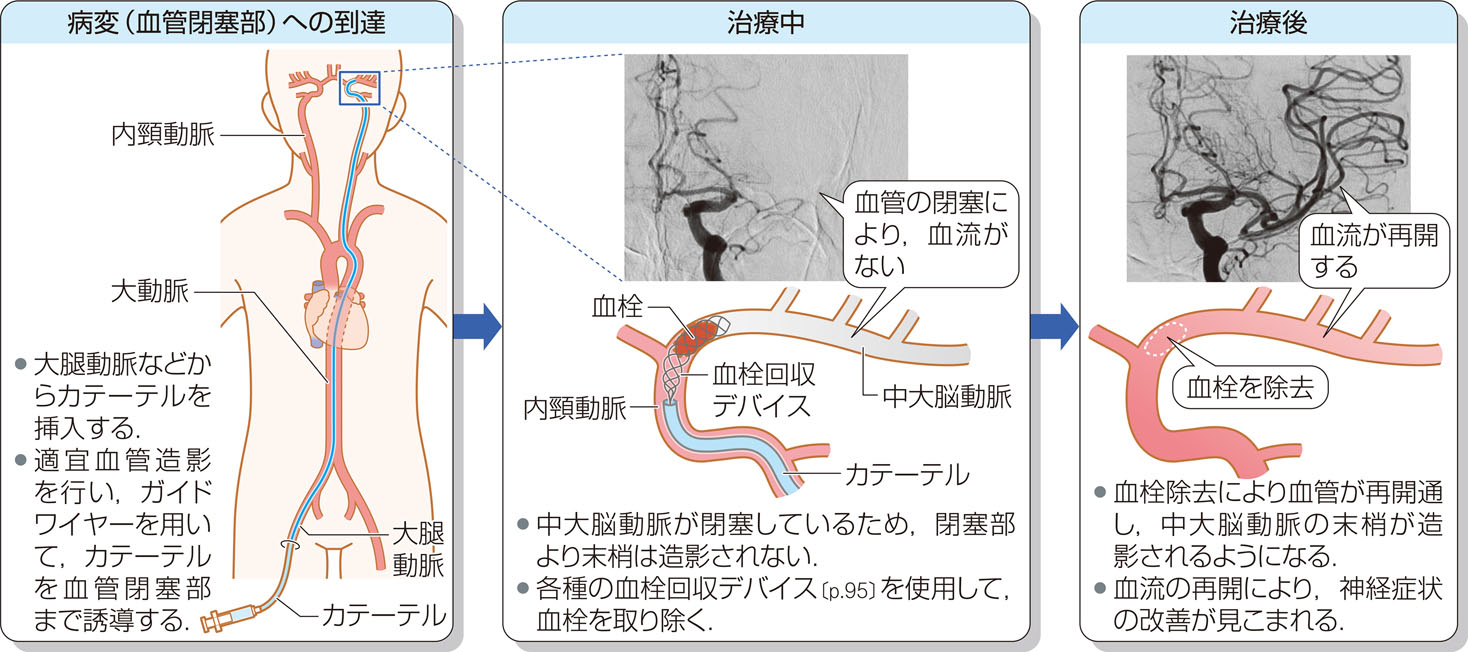 病変（血管閉塞部）への到達
内頸動脈
大動脈
● 大腿動脈などか
らカテーテルを
挿入する．
● 適宜血管造影
を行い，ガイド
ワイヤーを用い
て，カテーテル
を血管閉塞部
まで誘導する．
大腿
動脈
カテーテル
治療中
血管の閉塞に
より，血流が
ない
血栓
血栓回収
デバイス
内頸動脈
中大脳動脈
カテーテル
● 中大脳動脈が閉塞しているため，閉塞部
より末梢は造影されない．
● 各種の血栓回収デバイス〔p.95〕を使用して，
血栓を取り除く．
治療後
血流が再開
する
血栓を除去
● 血栓除去により血管が再開通
し，中大脳動脈の末梢が造
影されるようになる．
● 血流の再開により，神経症状
の改善が見こまれる．